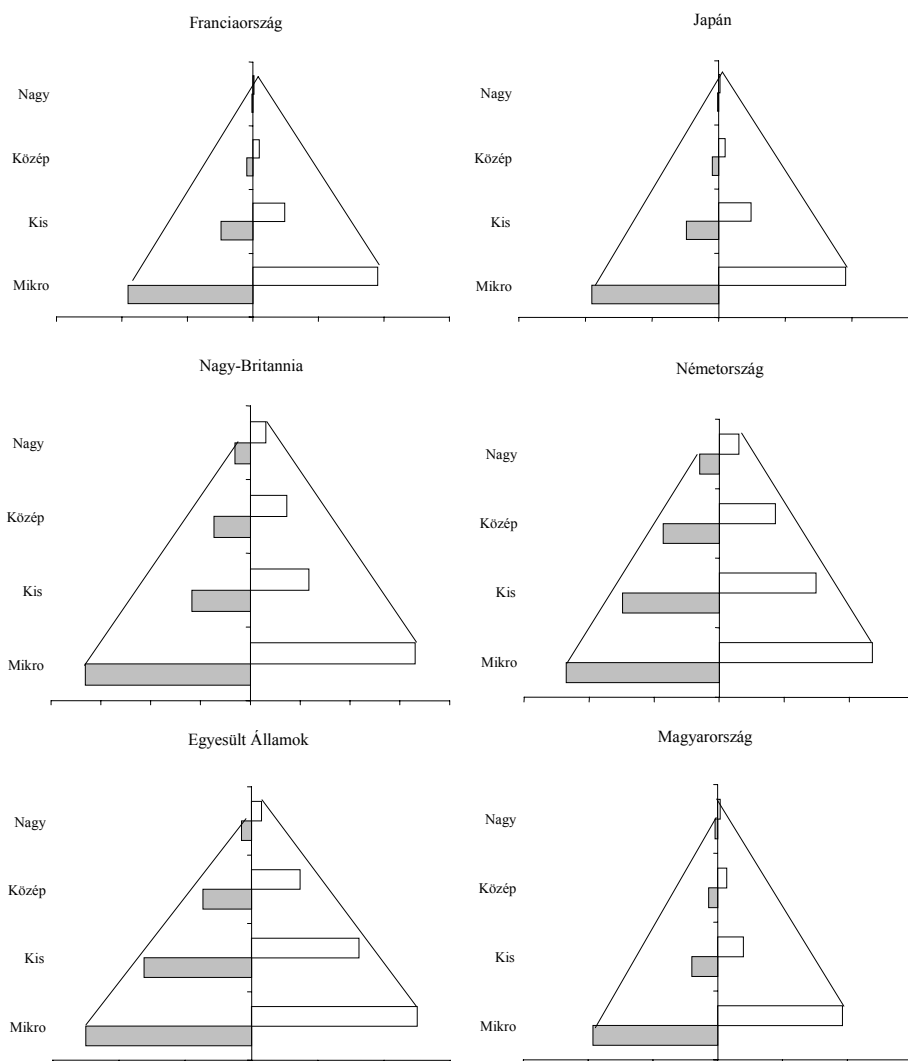 Franciaország
Nagy
Közép
Kis
Mikro
Japán
Nagy
Közép
Kis
Mikro
Nagy-Britannia
Nagy
Közép
Kis
Mikro
Németország
Nagy
Közép
Kis
Mikro
Egyesült Államok
Nagy
Közép
Kis
Mikro
Magyarország
Nagy
Közép
Kis
Mikro